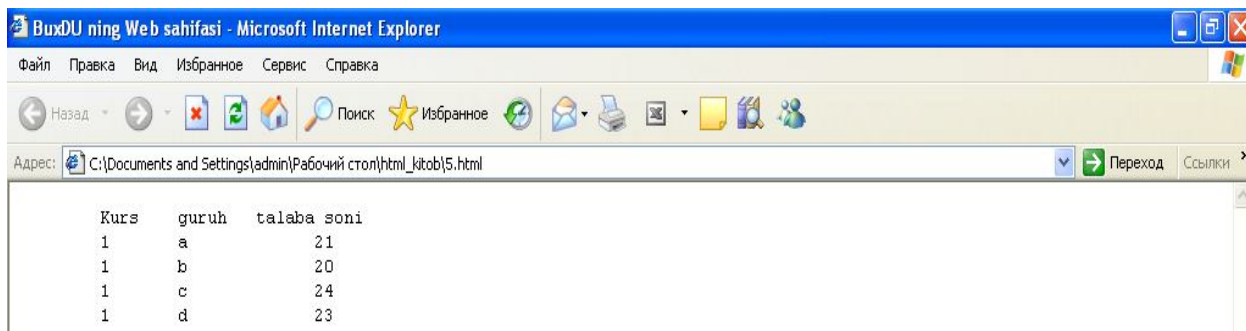 BuxDU ning Web sahifasi - Microsoft Internet Explorer
Файл Правка Вид Избранное Сервис Справка
Назад Поиск Избранное
Адрес: C:\Documents and Settings\admin\Рабочий стол\html_kitob\5.html Переход Ссылки »
Kurs guruh talaba soni
1 a 21
1 b 20
1 c 24
1 d 23